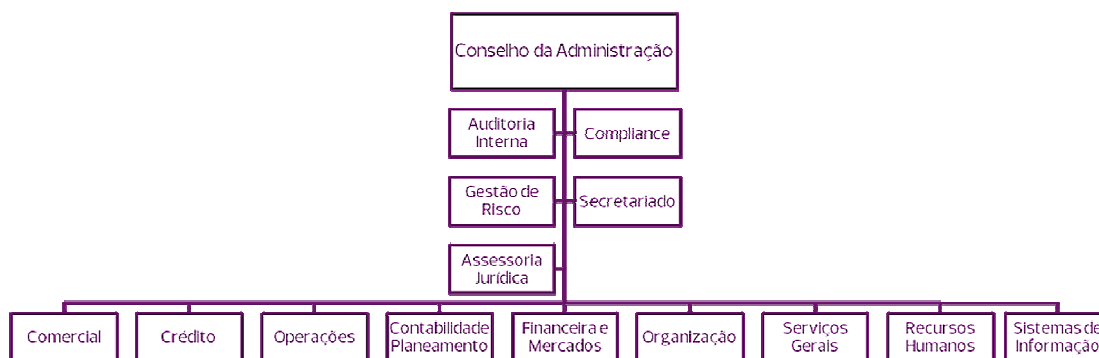 Conselho da Administração
Auditoria
Interna
Compliance
Gestão de
Risco
Secretariado
Assessoria
Jurídica
Comercial
Crédito
Operações
Contabilidade
Planeamento
Financeira e
Mercados
Organização
Serviços
Gerais
Recursos
Humanos
Sistemas de
Informação